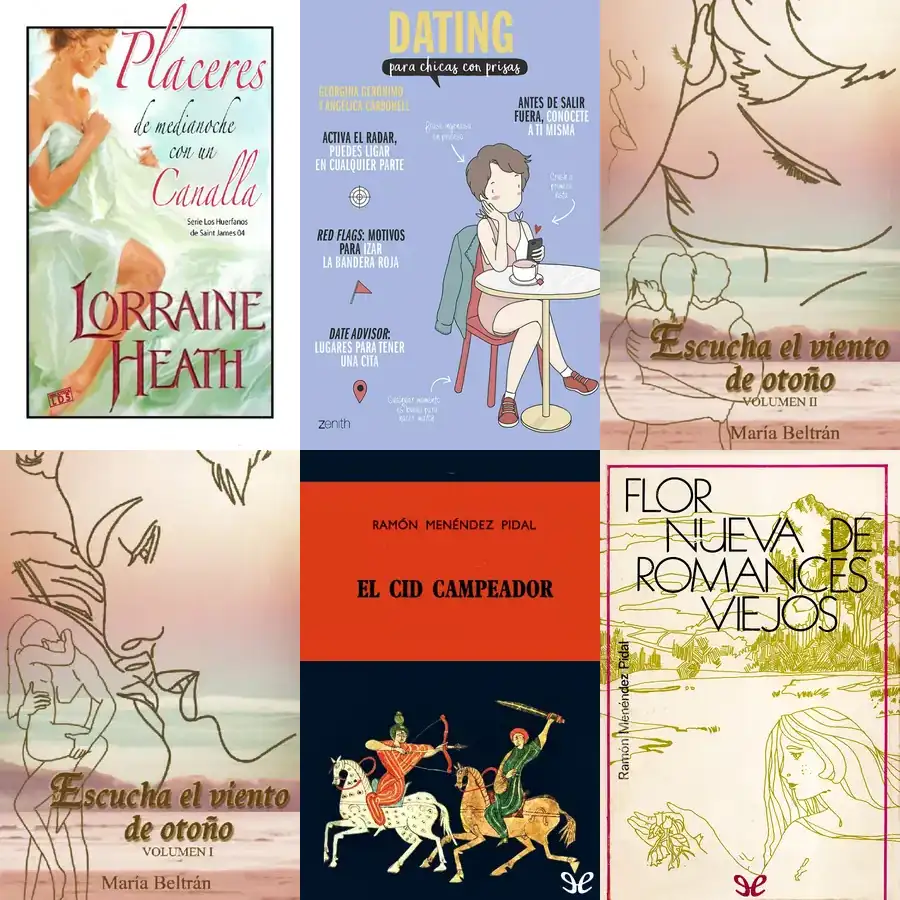 Placeres
de medianoche
con un
Canalla
Serie Los Huerfanos
de Saint James 04
LORRAINE
HEATH
DATING
para chicas con prisas
GEORGINA GERÓNIMO
Y ANGÉLICA CARBONELL
ANTES DE SALIR
FUERA, CONÓCETE
A TI MISMA
ACTIVA EL RADAR,
PUEDES LIGAR
EN CUALQUIER PARTE
RED FLAGS: MOTIVOS
PARA IZAR
LA BANDERA ROJA
DATE ADVISOR:
LUGARES PARA TENER
UNA CITA
zenith
Escucha el viento
de otoño
VOLUMEN II
María Beltrán
Escucha el viento
de otoño
VOLUMEN I
María Beltrán
RAMÓN MENÉNDEZ PIDAL
EL CID CAMPEADOR
FLOR
NUEVA DE
ROMANCES
VIEJOS
Ramón Menéndez Pidal